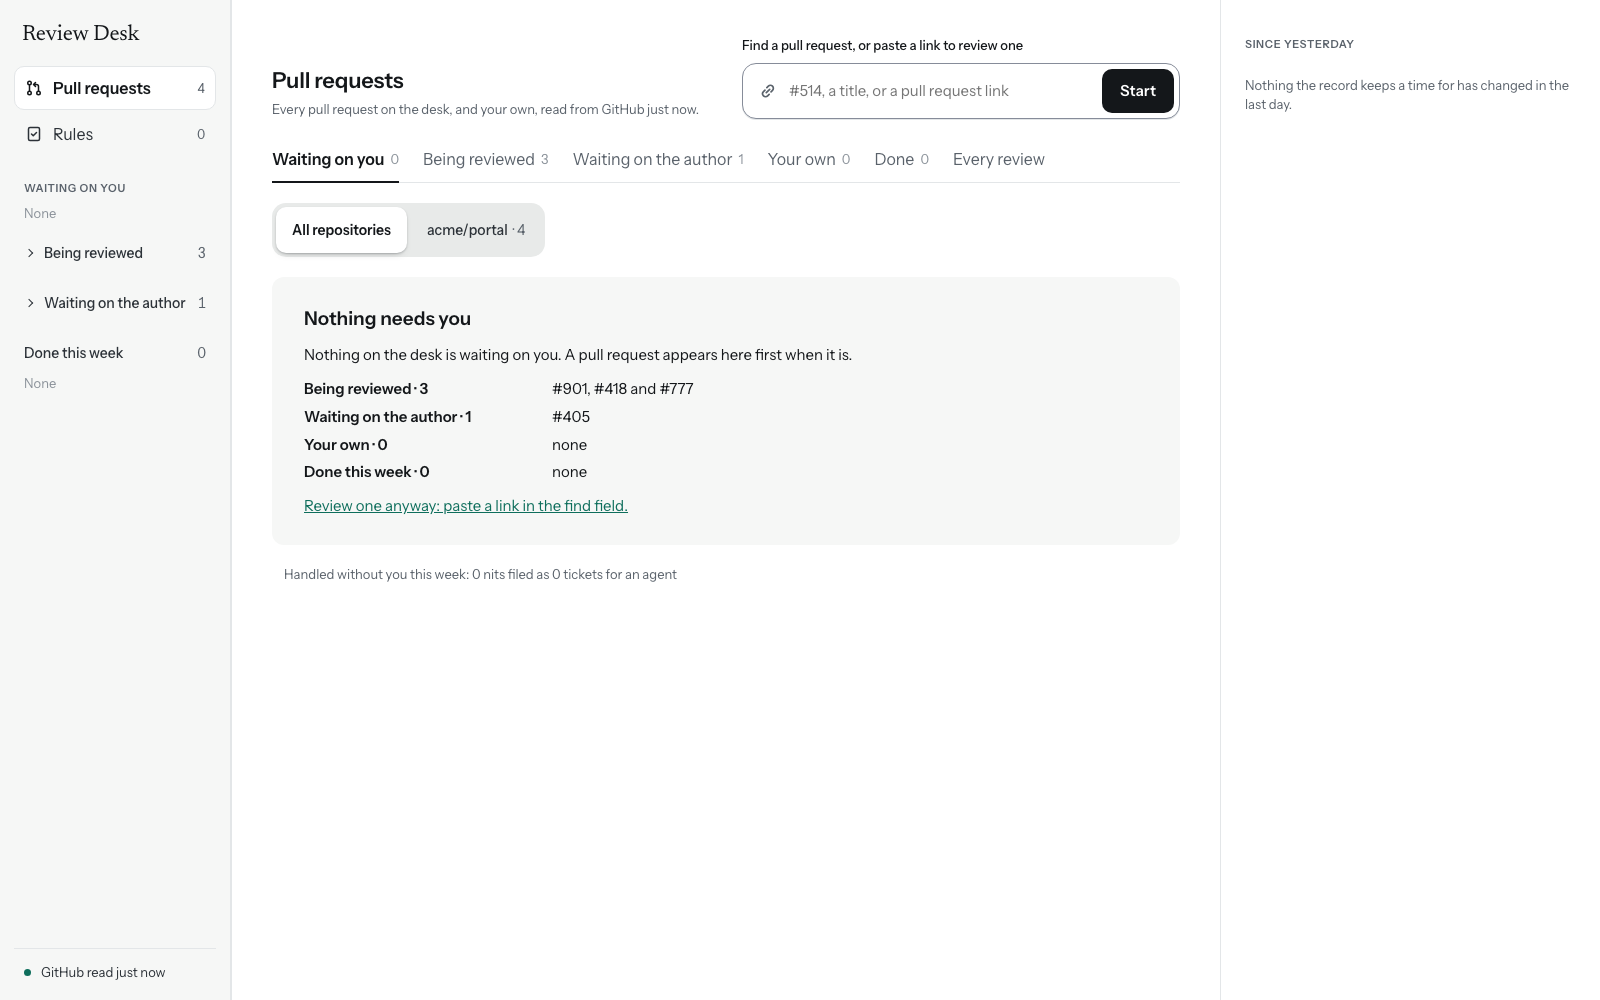 Review Desk
Pull requests 4
Rules 0
WAITING ON YOU
None
Being reviewed 3
Waiting on the author 1
Done this week 0
None
GitHub read just now
Find a pull request, or paste a link to review one
Pull requests
Every pull request on the desk, and your own, read from GitHub just now.
#514, a title, or a pull request link
Start
Waiting on you 0 Being reviewed 3 Waiting on the author 1 Your own 0 Done 0 Every review
All repositories acme/portal · 4
Nothing needs you
Nothing on the desk is waiting on you. A pull request appears here first when it is.
Being reviewed · 3 #901, #418 and #777
Waiting on the author · 1 #405
Your own · 0 none
Done this week · 0 none
Review one anyway: paste a link in the find field.
Handled without you this week: 0 nits filed as 0 tickets for an agent
SINCE YESTERDAY
Nothing the record keeps a time for has changed in the
last day.